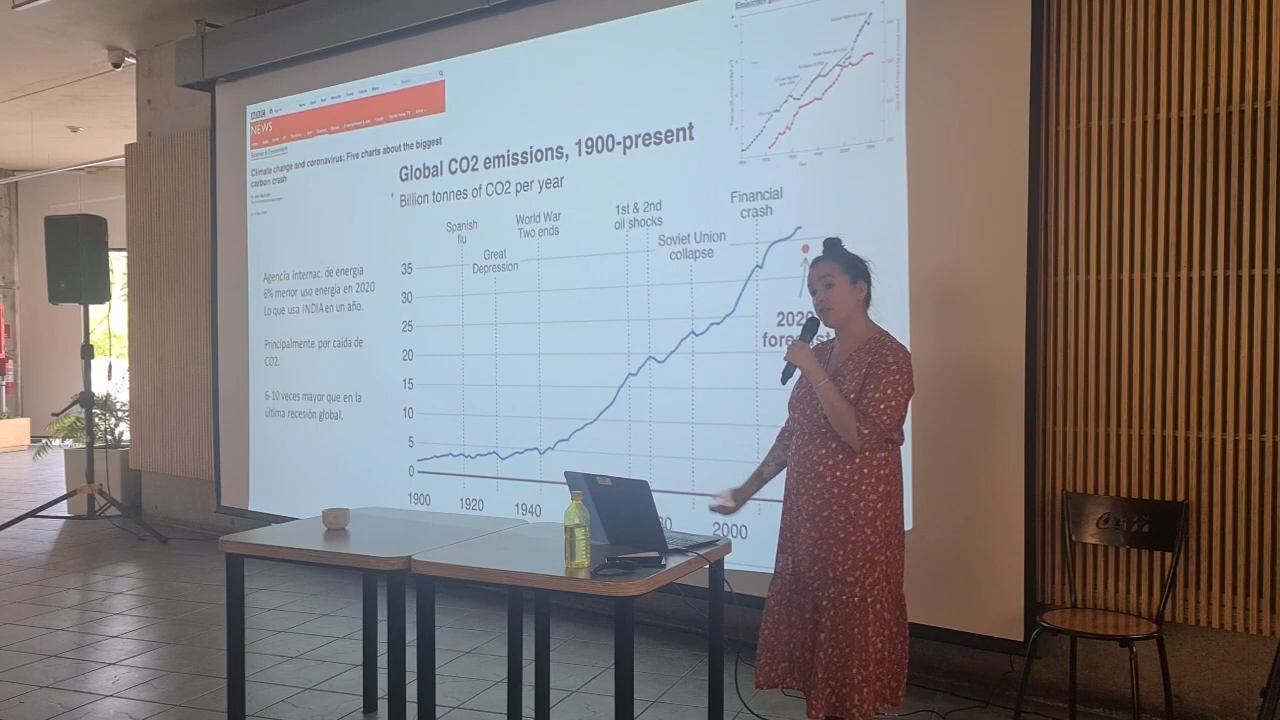 BBC
NEWS
Science & Environment
Climate change and coronavirus: Five charts about the biggest
carbon crash
Agencia internac. de energía
6% menor uso energía en 2020
Lo que usa INDIA en un año.
Principalmente por caida de
CO2.
6-10 veces mayor que en la
última recesión global.
Global CO2 emissions, 1900-present
Billion tonnes of CO2 per year
Spanish
flu
Great
Depression
World War
Two ends
1st & 2nd
oil shocks
Soviet Union
collapse
Financial
crash
35
30
25
20
15
10
5
0
1900
1920
1940
2000
2020